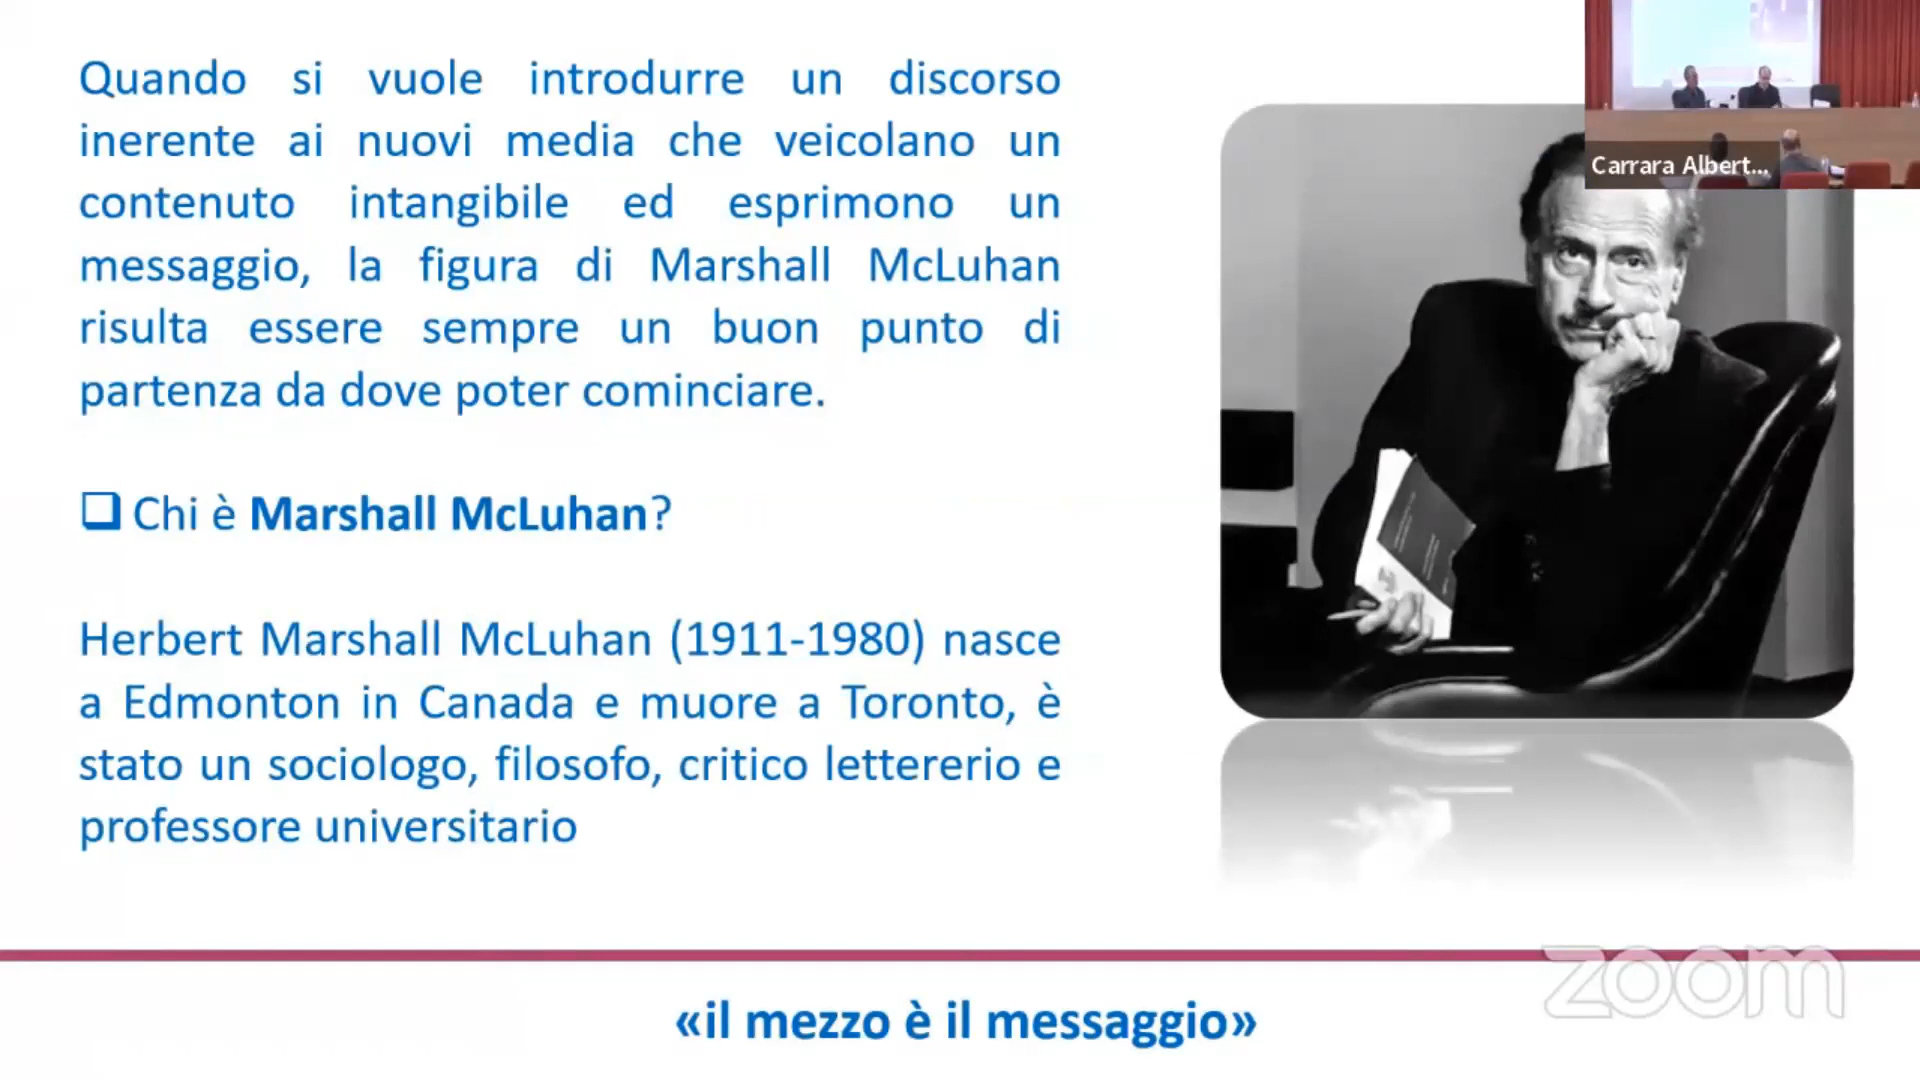 Quando si vuole introdurre un discorso
inerente ai nuovi media che veicolano un
contenuto intangibile ed esprimono un
messaggio, la figura di Marshall McLuhan
risulta essere sempre un buon punto di
partenza da dove poter cominciare.
Chi è Marshall McLuhan?
Herbert Marshall McLuhan (1911-1980) nasce
a Edmonton in Canada e muore a Toronto, è
stato un sociologo, filosofo, critico lettererio e
professore universitario
Carrara Albert...
«il mezzo è il messaggio»
zoom